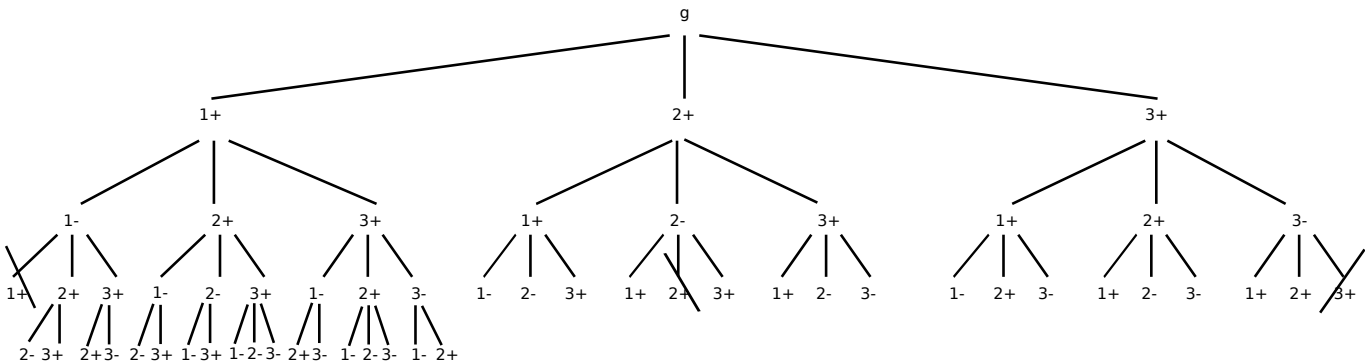 g
1+ 2+ 3+
1- 2+ 3+ 1+ 2- 3+ 1+ 2+ 3-
1+ 2+ 3+ 1- 2- 3+ 1- 2+ 3- 1- 2- 3+ 1+ 2+ 3+ 1+ 2- 3- 1- 2+ 3- 1+ 2- 3- 1+ 2+ 3+
2- 3+ 2+ 3- 2- 3+ 1- 3+ 1- 2- 3- 2+ 3- 1- 2- 3- 1- 2+